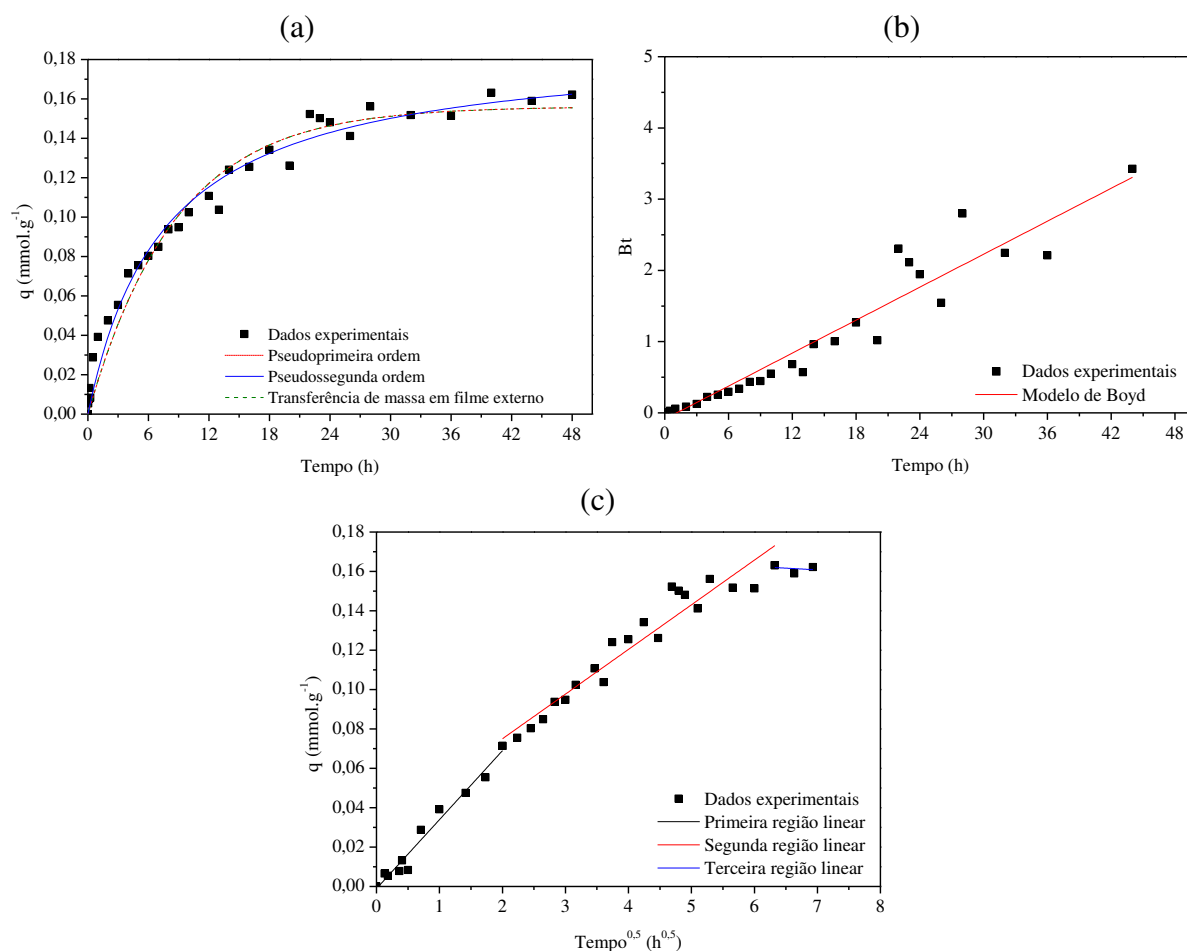 (a)
0,18
0,16
0,14
0,12
0,10
0,08
0,06
0,04
0,02
0,00
q (mmol.g⁻¹)
Dados experimentais
Pseudoprimeira ordem
Pseudossegunda ordem
Transferência de massa em filme externo
0 6 12 18 24 30 36 42 48
Tempo (h)
(b)
5
4
3
2
1
0
Bt
Dados experimentais
Modelo de Boyd
0 6 12 18 24 30 36 42 48
Tempo (h)
(c)
0,18
0,16
0,14
0,12
0,10
0,08
0,06
0,04
0,02
0,00
q (mmol.g⁻¹)
Dados experimentais
Primeira região linear
Segunda região linear
Terceira região linear
0 1 2 3 4 5 6 7 8
Tempo⁰,⁵ (h⁰,⁵)